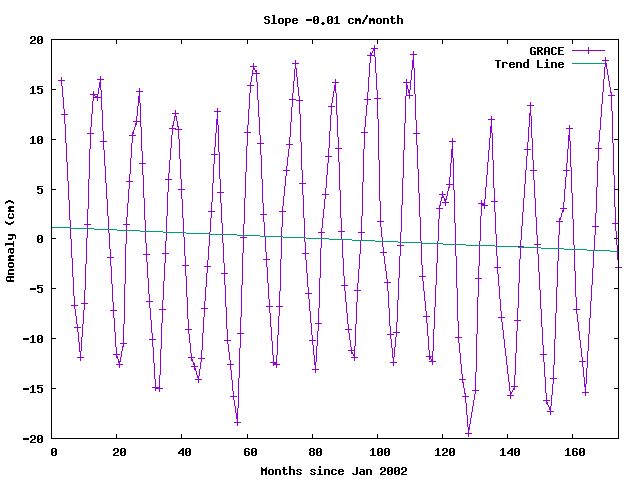 Slope -0.01 cm/month
GRACE
Trend Line
20
15
10
5
0
-5
-10
-15
-20
Anomaly (cm)
0 20 40 60 80 100 120 140 160
Months since Jan 2002